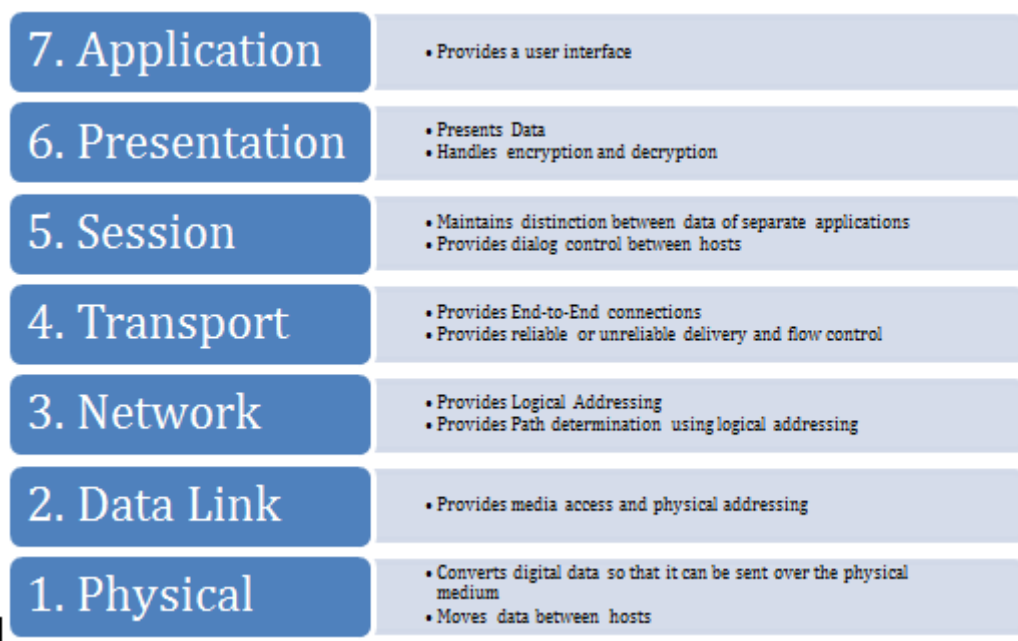 7. Application
• Provides a user interface
6. Presentation
• Presents Data
• Handles encryption and decryption
5. Session
• Maintains distinction between data of separate applications
• Provides dialog control between hosts
4. Transport
• Provides End-to-End connections
• Provides reliable or unreliable delivery and flow control
3. Network
• Provides Logical Addressing
• Provides Path determination using logical addressing
2. Data Link
• Provides media access and physical addressing
1. Physical
• Converts digital data so that it can be sent over the physical
medium
• Moves data between hosts